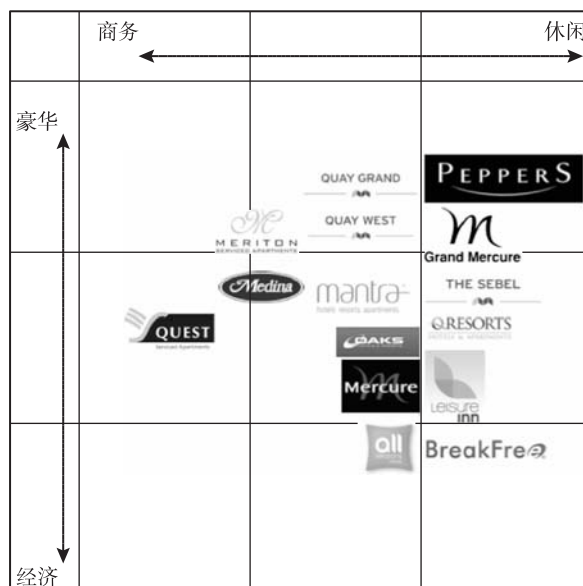 商务
休闲
豪华
QUAY GRAND
PEPPERS
QUAY WEST
M
MERITON
SERVICED APARTMENTS
m
Grand Mercure
Medina
mantra
hotels resorts apartments
THE SEBEL
QUEST
Serviced Apartments
Q RESORTS
OAKS
m
Mercure
Leisure
inn
all
BreakFree
经济